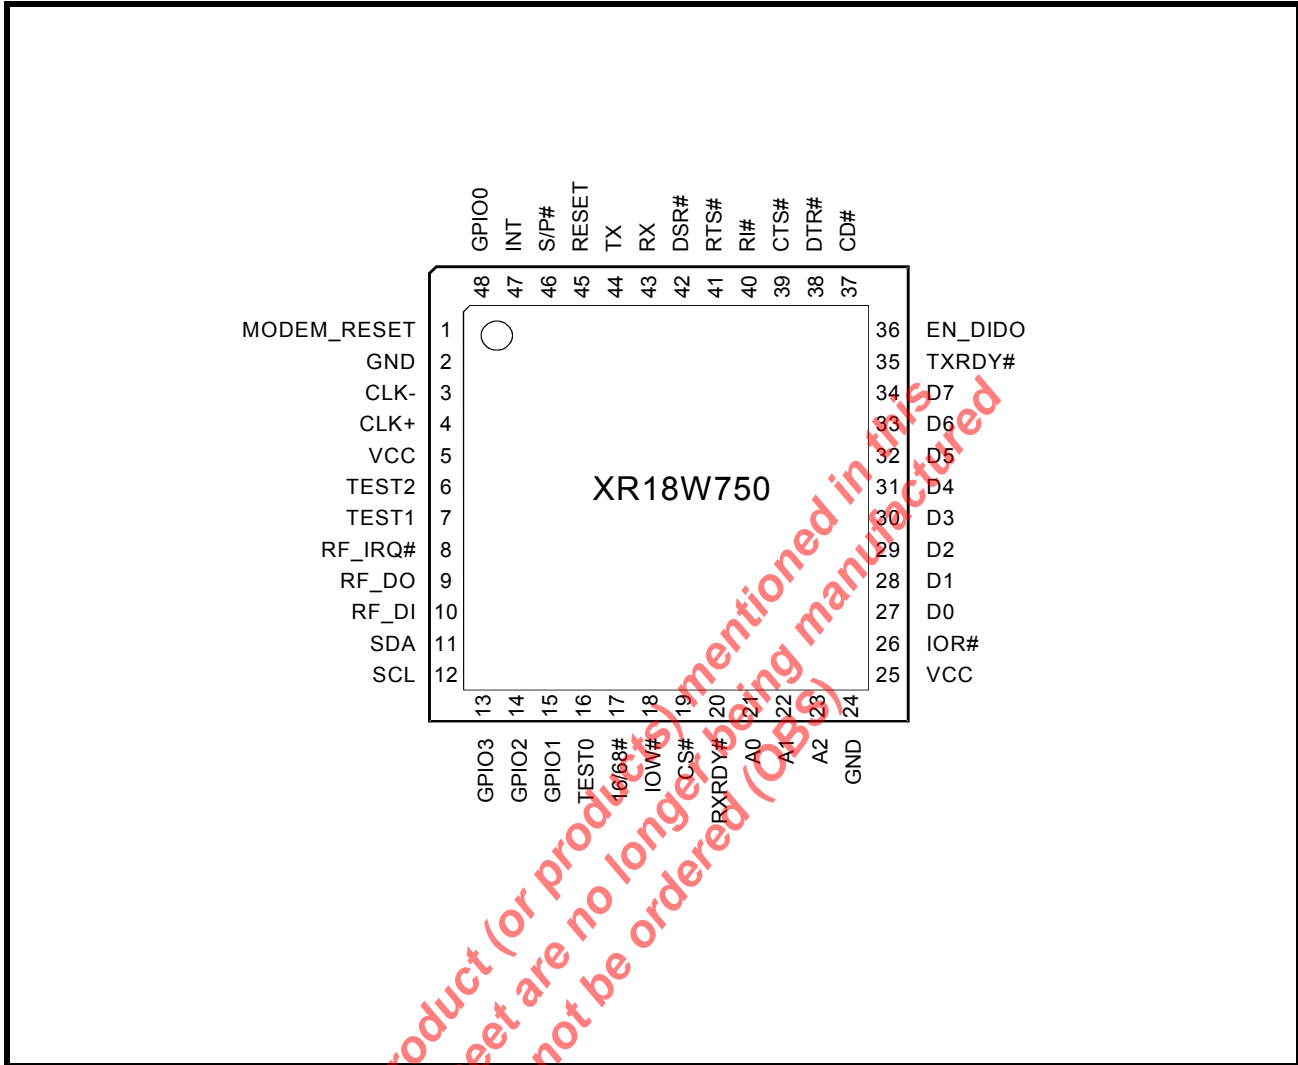 GPIO0
INT
S/P#
RESET
TX
RX
DSR#
RTS#
RI#
CTS#
DTR#
CD#
48 47 46 45 44 43 42 41 40 39 38 37
MODEM_RESET 1
GND 2
CLK- 3
CLK+ 4
VCC 5
TEST2 6
TEST1 7
RF_IRQ# 8
RF_DO 9
RF_DI 10
SDA 11
SCL 12
XR18W750
36 EN_DIDO
35 TXRDY#
34 D7
33 D6
32 D5
31 D4
30 D3
29 D2
28 D1
27 D0
26 IOR#
25 VCC
13 14 15 16 17 18 19 20 21 22 23 24
GPIO3
GPIO2
GPIO1
TEST0
16/68#
IOW#
CS#
RXRDY#
A0
A1
A2
GND
roduct (or products) mentioned in this
eet are no longer being manufactured
not be ordered (OBS)